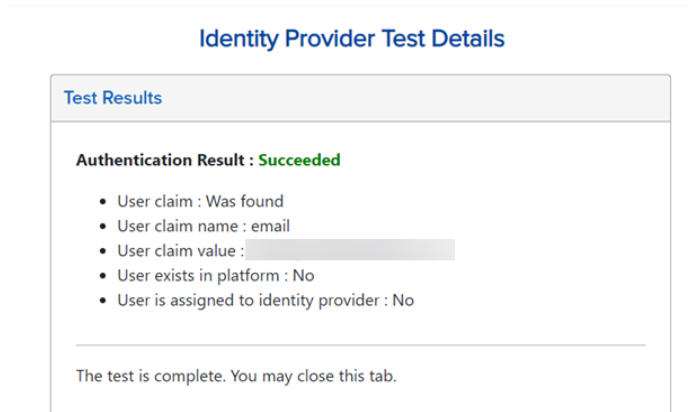 Identity Provider Test Details
Test Results
Authentication Result : Succeeded
• User claim : Was found
• User claim name : email
• User claim value :
• User exists in platform : No
• User is assigned to identity provider : No
The test is complete. You may close this tab.